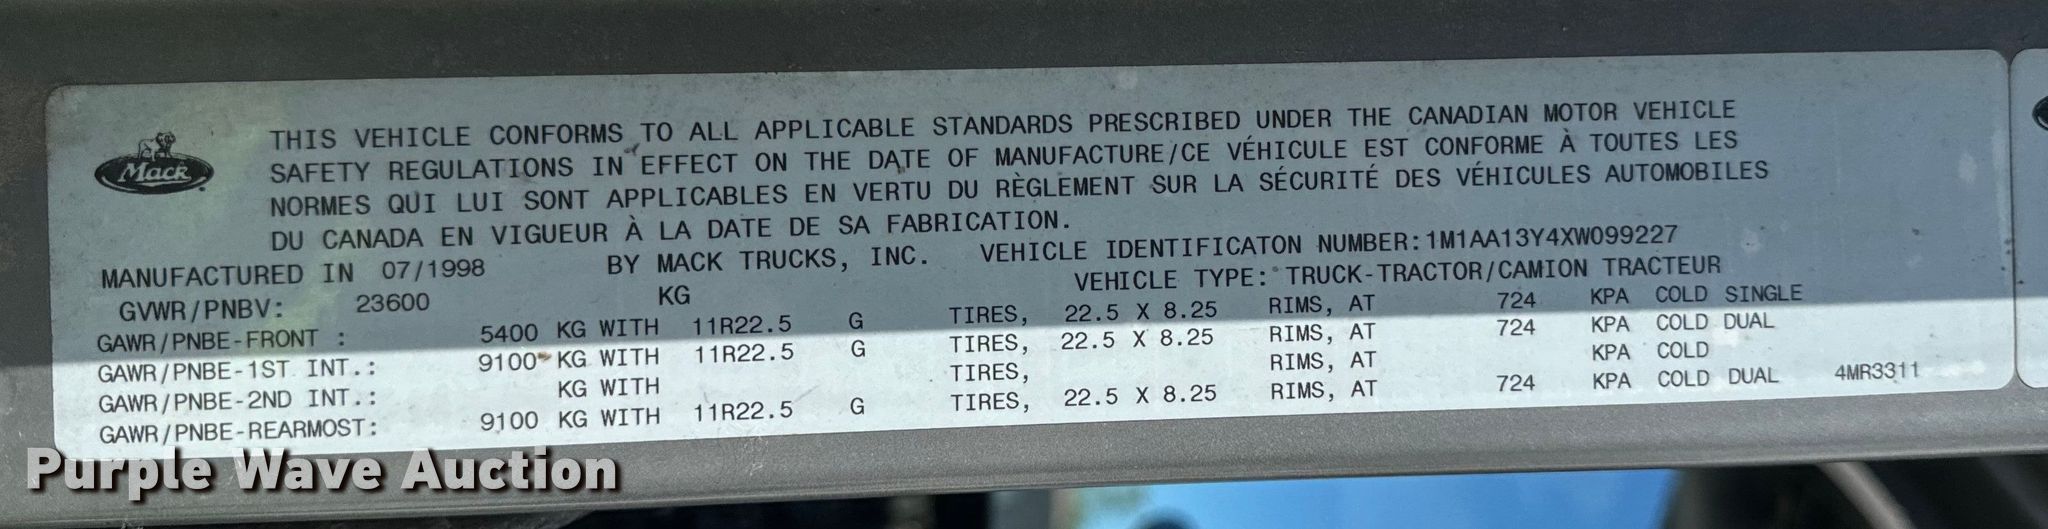 THIS VEHICLE CONFORMS TO ALL APPLICABLE STANDARDS PRESCRIBED UNDER THE CANADIAN MOTOR VEHICLE
SAFETY REGULATIONS IN EFFECT ON THE DATE OF MANUFACTURE/CE VÉHICULE EST CONFORME À TOUTES LES
Mack
NORMES QUI LUI SONT APPLICABLES EN VERTU DU RÈGLEMENT SUR LA SÉCURITÉ DES VÉHICULES AUTOMOBILES
DU CANADA EN VIGUEUR À LA DATE DE SA FABRICATION.
MANUFACTURED IN 07/1998 BY MACK TRUCKS, INC. VEHICLE IDENTIFICATON NUMBER:1M1AA13Y4XW099227
GVWR/PNBV: 23600 KG VEHICLE TYPE: TRUCK-TRACTOR/CAMION TRACTEUR
GAWR/PNBE-FRONT : 5400 KG WITH 11R22.5 G TIRES, 22.5 X 8.25 RIMS, AT 724 KPA COLD SINGLE
GAWR/PNBE-1ST INT.: 9100 KG WITH 11R22.5 G TIRES, 22.5 X 8.25 RIMS, AT 724 KPA COLD DUAL
GAWR/PNBE-2ND INT.: KG WITH TIRES, RIMS, AT KPA COLD
GAWR/PNBE-REARMOST: 9100 KG WITH 11R22.5 G TIRES, 22.5 X 8.25 RIMS, AT 724 KPA COLD DUAL 4MR3311
Purple Wave Auction